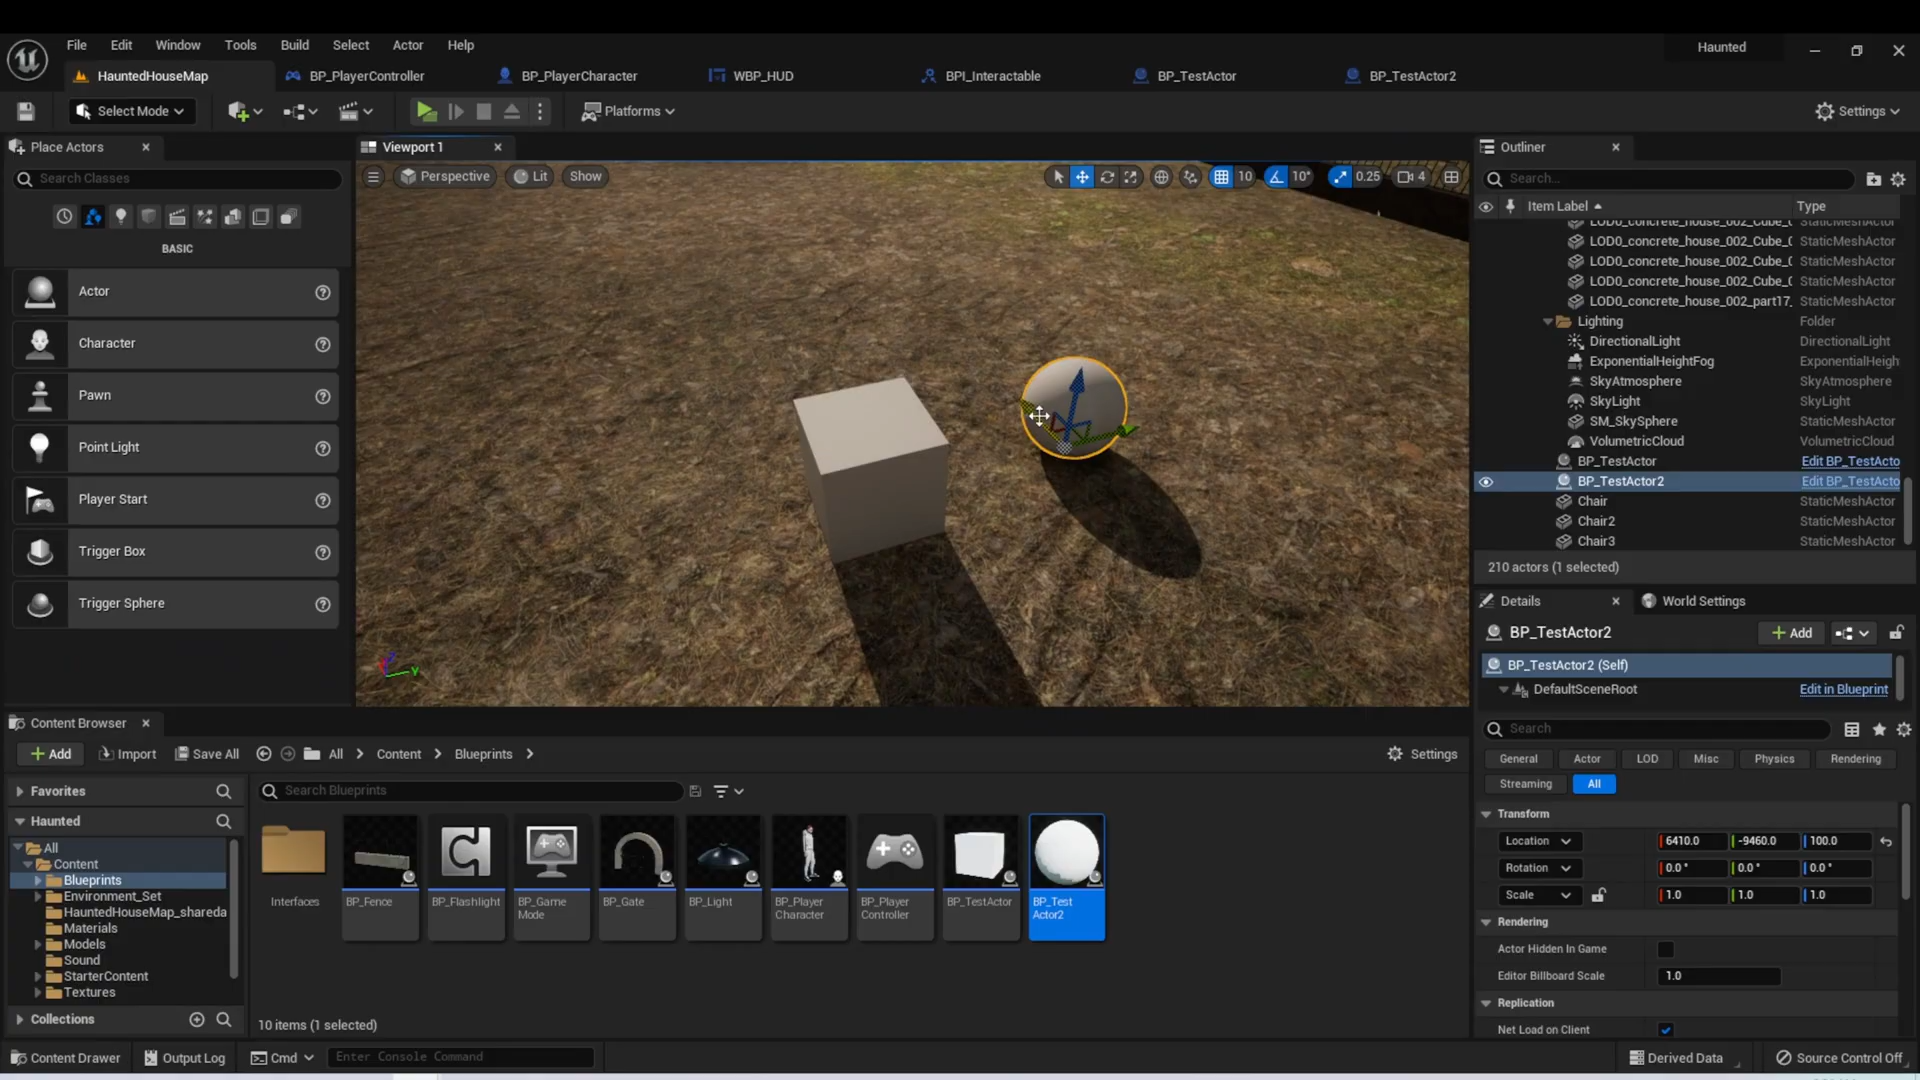 File Edit Window Tools Build Select Actor Help
Haunted
HauntedHouseMap
BP_PlayerController
BP_PlayerCharacter
WBP_HUD
BPI_Interactable
BP_TestActor
BP_TestActor2
Select Mode
Platforms
Settings
Place Actors
Search Classes
BASIC
Actor
Character
Pawn
Point Light
Player Start
Trigger Box
Trigger Sphere
Viewport 1
Perspective Lit Show
10 10° 0.25 4
Y
Outliner
Search...
Item Label Type
LOD0_concrete_house_002_Cube_0 StaticMeshActor
LOD0_concrete_house_002_Cube_0 StaticMeshActor
LOD0_concrete_house_002_Cube_0 StaticMeshActor
LOD0_concrete_house_002_Cube_0 StaticMeshActor
LOD0_concrete_house_002_part17_ StaticMeshActor
Lighting Folder
DirectionalLight DirectionalLight
ExponentialHeightFog ExponentialHeigh
SkyAtmosphere SkyAtmosphere
SkyLight SkyLight
SM_SkySphere StaticMeshActor
VolumetricCloud VolumetricCloud
BP_TestActor Edit BP_TestActo
BP_TestActor2 Edit BP_TestActo
Chair StaticMeshActor
Chair2 StaticMeshActor
Chair3 StaticMeshActor
210 actors (1 selected)
Details
World Settings
BP_TestActor2
Add
BP_TestActor2 (Self)
DefaultSceneRoot Edit in Blueprint
Search
General Actor LOD Misc Physics Rendering
Streaming All
Transform
Location 6410.0 -9460.0 100.0
Rotation 0.0° 0.0° 0.0°
Scale 1.0 1.0 1.0
Rendering
Actor Hidden In Game
Editor Billboard Scale 1.0
Replication
Net Load on Client
Content Browser
Add Import Save All All Content Blueprints
Settings
Favorites
Haunted
All
Content
Blueprints
Environment_Set
HauntedHouseMap_shareda
Materials
Models
Sound
StarterContent
Textures
Collections
Search Blueprints
Interfaces
BP_Fence
BP_Flashlight
BP_Game
Mode
BP_Gate
BP_Light
BP_Player
Character
BP_Player
Controller
BP_TestActor
BP_Test
Actor2
10 items (1 selected)
Content Drawer Output Log Cmd Enter Console Command
Derived Data Source Control Off